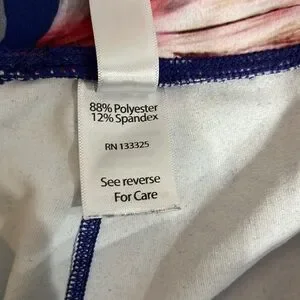 88% Polyester
12% Spandex
RN 133325
See reverse
For Care